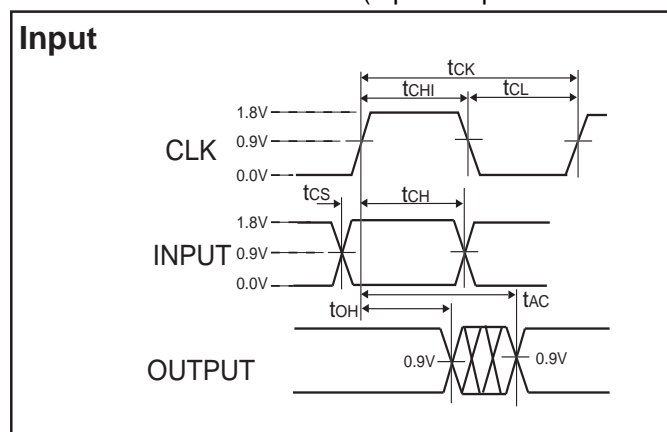 Input
tCK
tCHI
tCL
1.8V
CLK
0.9V
0.0V
tCS
tCH
1.8V
INPUT
0.9V
0.0V
tAC
tOH
OUTPUT
0.9V
0.9V